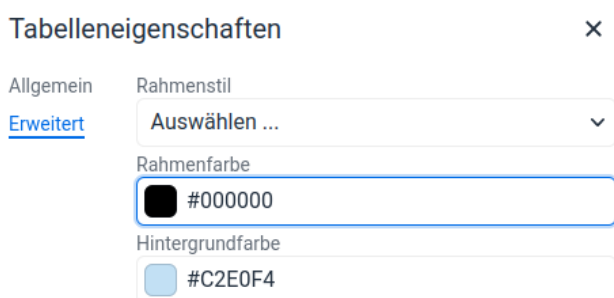 Tabelleneigenschaften
Allgemein
Erweitert
Rahmenstil
Auswählen ...
Rahmenfarbe
#000000
Hintergrundfarbe
#C2E0F4